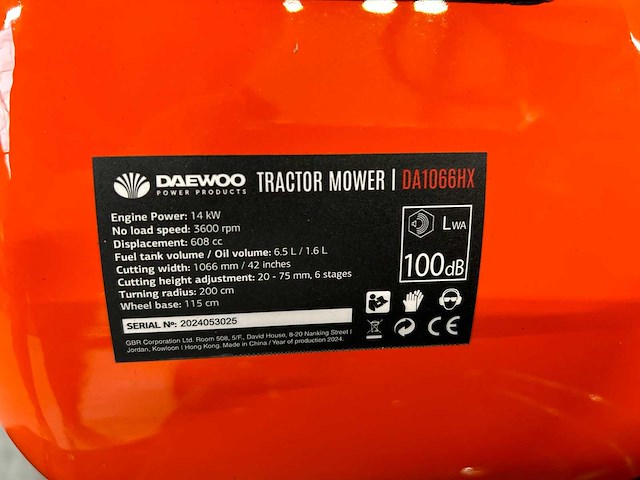 DAEWOO
POWER PRODUCTS
TRACTOR MOWER | DA1066HX
Engine Power: 14 kW
No load speed: 3600 rpm
Displacement: 608 cc
Fuel tank volume / Oil volume: 6.5 L / 1.6 L
Cutting width: 1066 mm / 42 inches
Cutting height adjustment: 20 - 75 mm, 6 stages
Turning radius: 200 cm
Wheel base: 115 cm
LWA
100dB
SERIAL Nº: 2024053025
CE
GBR Corporation Ltd. Room 508, 5/F., David House, 8-20 Nanking Street |
Jordan, Kowloon | Hong Kong. Made in China / Year of production 2024.